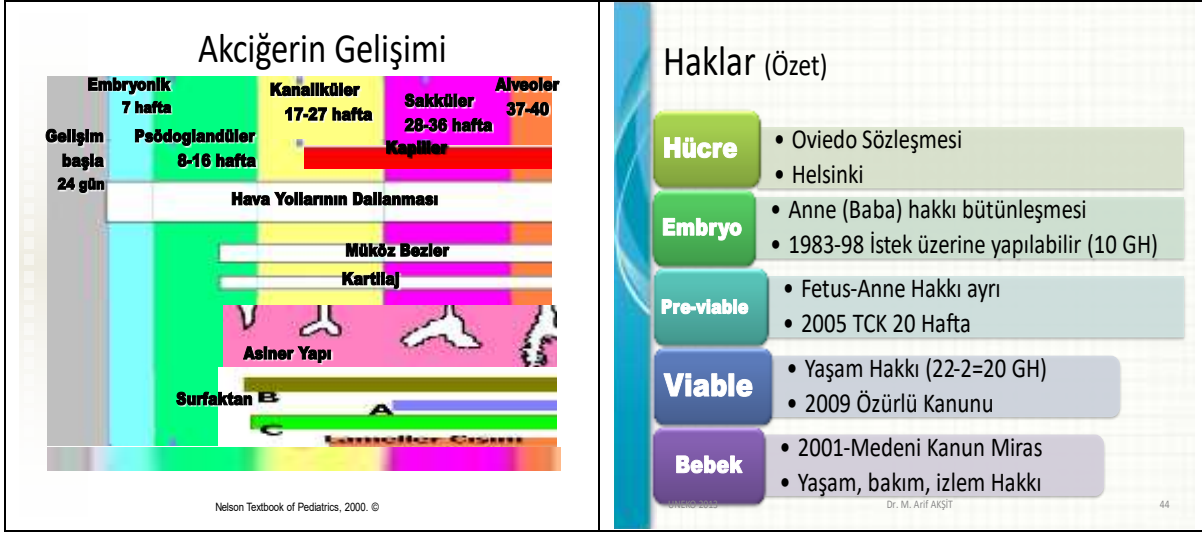 Akciğerin Gelişimi
Embryonik
7 hafta
Kanaliküler
17-27 hafta
Sakküler
28-36 hafta
Alveoler
37-40
Gelişim
başla
24 gün
Psödoglandüler
8-16 hafta
Kapiller
Hava Yollarının Dallanması
Müköz Bezler
Kartilaj
Asiner Yapı
Surfaktan B
A
C
Lameller Cisim
Nelson Textbook of Pediatrics, 2000. ©
Haklar (Özet)
Hücre
• Oviedo Sözleşmesi
• Helsinki
Embryo
• Anne (Baba) hakkı bütünleşmesi
• 1983-98 İstek üzerine yapılabilir (10 GH)
Pre-viable
• Fetus-Anne Hakkı ayrı
• 2005 TCK 20 Hafta
Viable
• Yaşam Hakkı (22-2=20 GH)
• 2009 Özürlü Kanunu
Bebek
• 2001-Medeni Kanun Miras
• Yaşam, bakım, izlem Hakkı
UNEKO 2013
Dr. M. Arif AKŞİT
44